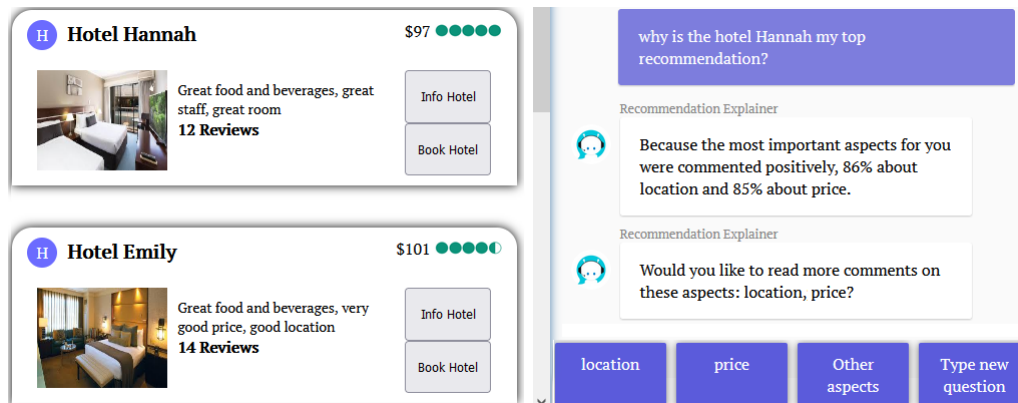 H Hotel Hannah $97
Great food and beverages, great
staff, great room
12 Reviews
Info Hotel
Book Hotel
H Hotel Emily $101
Great food and beverages, very
good price, good location
14 Reviews
Info Hotel
Book Hotel
why is the hotel Hannah my top
recommendation?
Recommendation Explainer
Because the most important aspects for you
were commented positively, 86% about
location and 85% about price.
Recommendation Explainer
Would you like to read more comments on
these aspects: location, price?
location
price
Other
aspects
Type new
question